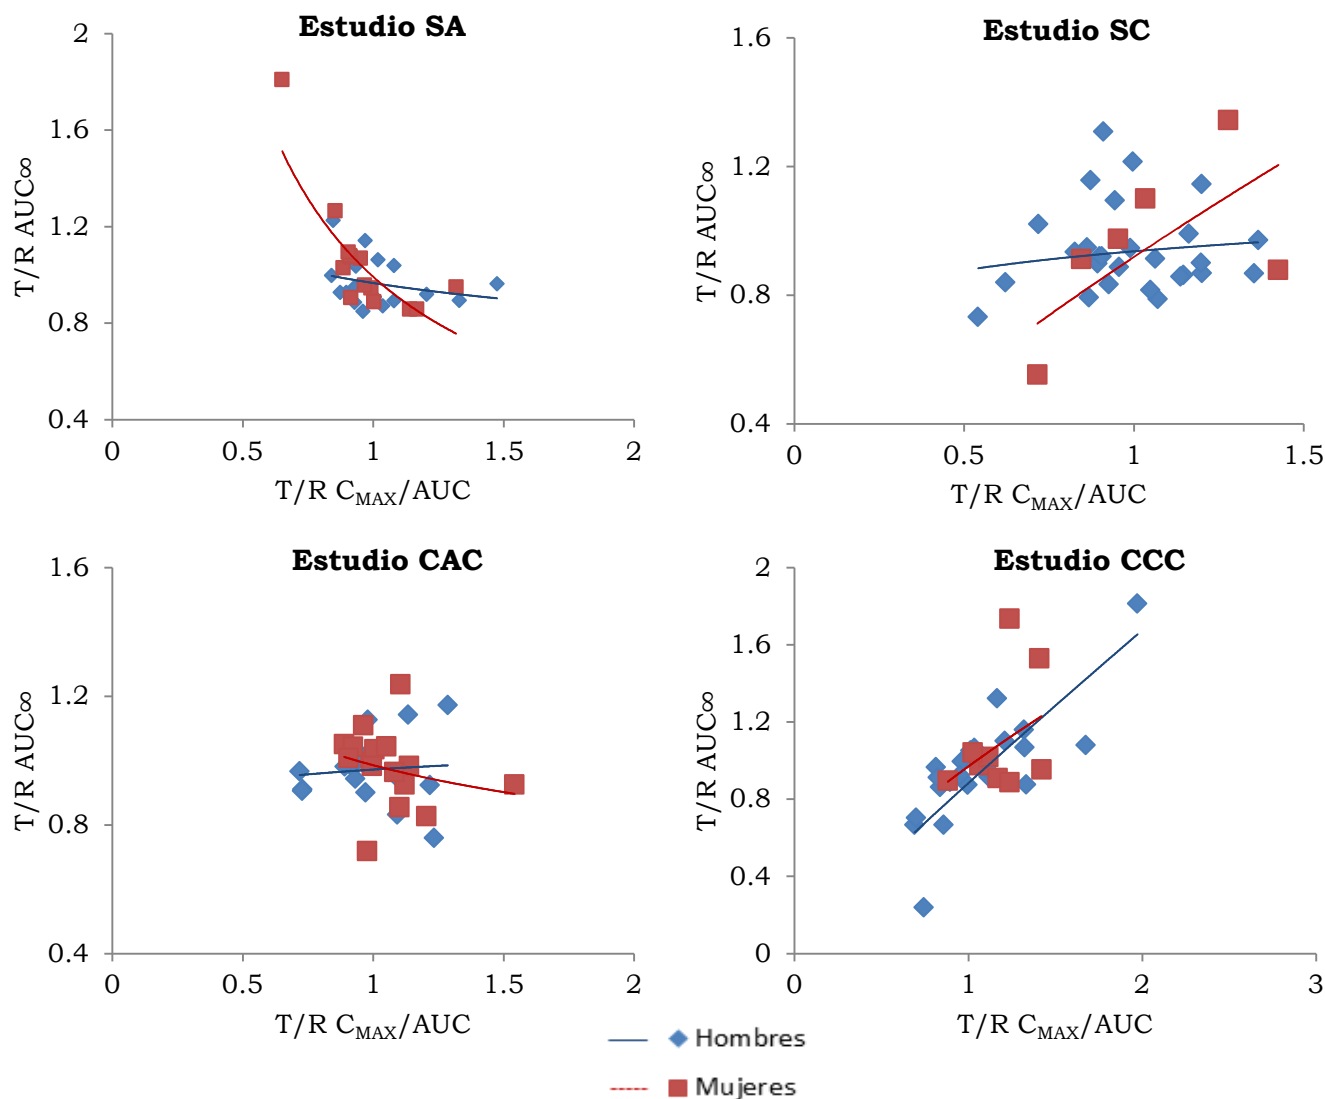 Estudio SA
2
1.6
1.2
0.8
0.4
T/R AUC∞
0
0.5
1
1.5
2
T/R CMAX/AUC
Estudio SC
1.6
1.2
0.8
0.4
T/R AUC∞
0
0.5
1
1.5
T/R CMAX/AUC
Estudio CAC
1.6
1.2
0.8
0.4
T/R AUC∞
0
0.5
1
1.5
2
T/R CMAX/AUC
Estudio CCC
2
1.6
1.2
0.8
0.4
0
T/R AUC∞
0
1
2
3
T/R CMAX/AUC
Hombres
Mujeres